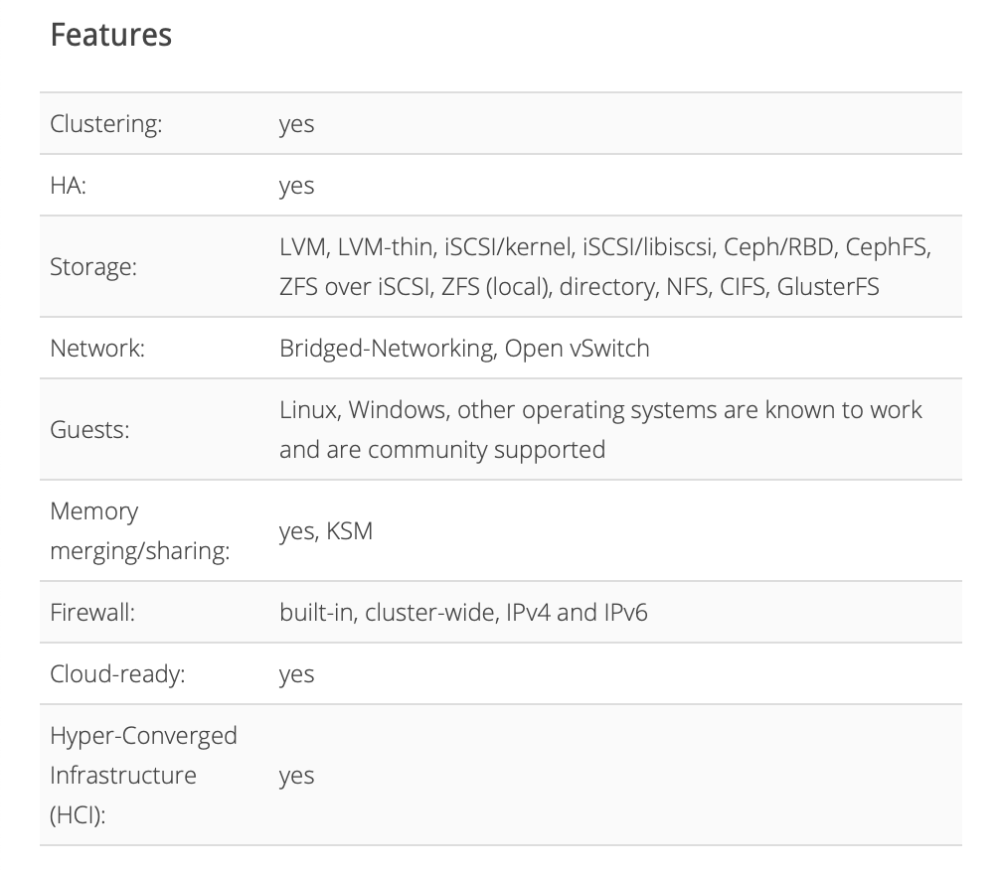 Features
Clustering: yes
HA: yes
Storage: LVM, LVM-thin, iSCSI/kernel, iSCSI/libiscsi, Ceph/RBD, CephFS,
ZFS over iSCSI, ZFS (local), directory, NFS, CIFS, GlusterFS
Network: Bridged-Networking, Open vSwitch
Guests: Linux, Windows, other operating systems are known to work
and are community supported
Memory
merging/sharing: yes, KSM
Firewall: built-in, cluster-wide, IPv4 and IPv6
Cloud-ready: yes
Hyper-Converged
Infrastructure yes
(HCI):